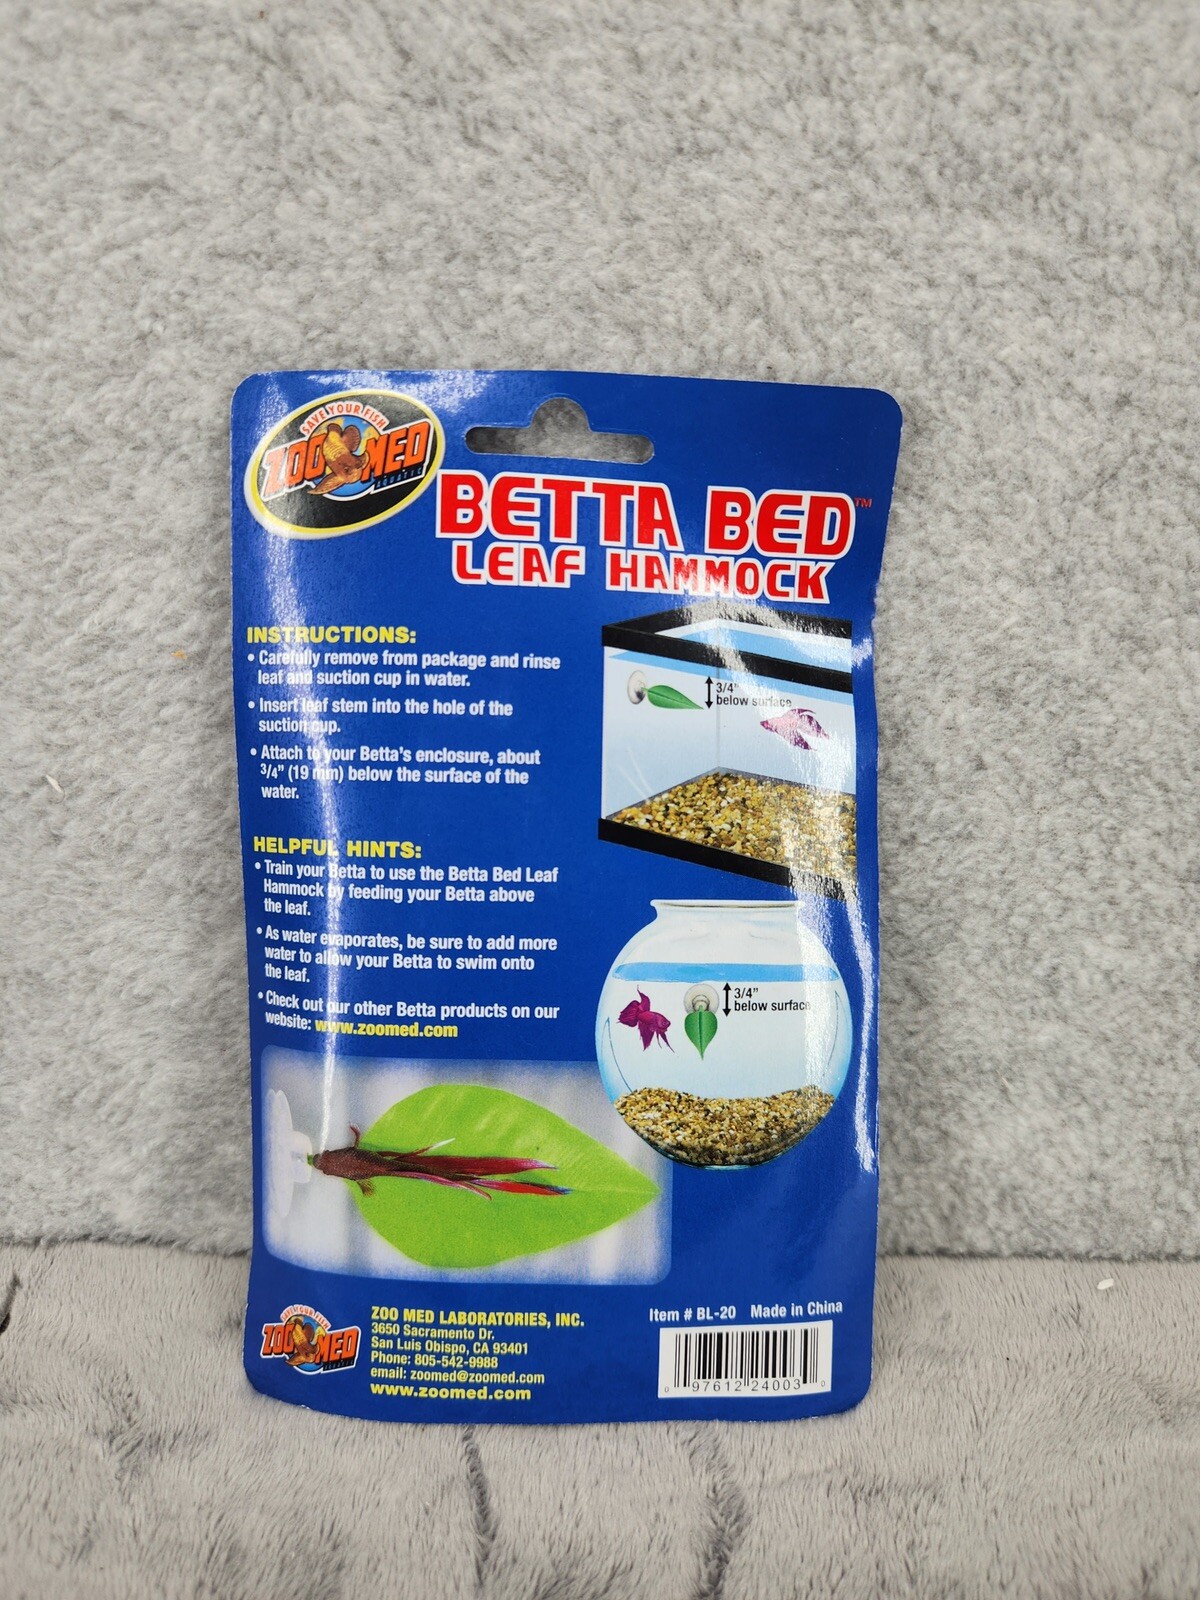 SAVE YOUR FISH
ZOO MED
AQUATIC
BETTA BED™
LEAF HAMMOCK
INSTRUCTIONS:
• Carefully remove from package and rinse
leaf and suction cup in water.
• Insert leaf stem into the hole of the
suction cup.
• Attach to your Betta's enclosure, about
3/4" (19 mm) below the surface of the
water.
3/4"
below surface
HELPFUL HINTS:
• Train your Betta to use the Betta Bed Leaf
Hammock by feeding your Betta above
the leaf.
• As water evaporates, be sure to add more
water to allow your Betta to swim onto
the leaf.
• Check out our other Betta products on our
website: www.zoomed.com
3/4"
below surface
SAVE YOUR FISH
ZOO MED
ZOO MED LABORATORIES, INC.
3650 Sacramento Dr.
San Luis Obispo, CA 93401
Phone: 805-542-9988
email: zoomed@zoomed.com
www.zoomed.com
Item # BL-20 Made in China
0 97612 24003 0